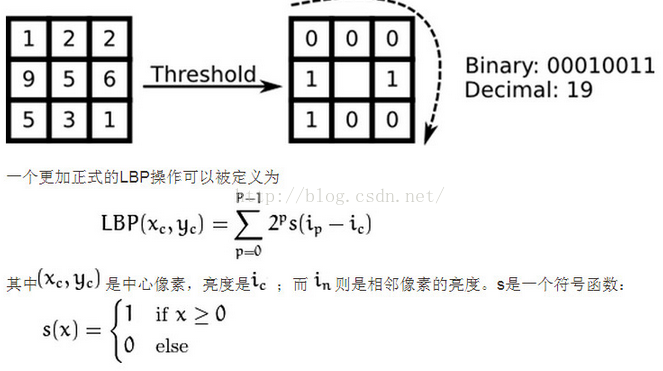 1 2 2
9 5 6
5 3 1
Threshold
0 0 0
1 1
1 0 0
Binary: 00010011
Decimal: 19
一个更加正式的LBP操作可以被定义为
http://blog.csdn.net/
LBP(x_c, y_c) = \sum_{p=0}^{P-1} 2^p s(i_p - i_c)
其中(x_c, y_c) 是中心像素，亮度是i_c ；而 i_n 则是相邻像素的亮度。s是一个符号函数：
s(x) = { 1 if x ≥ 0
0 else